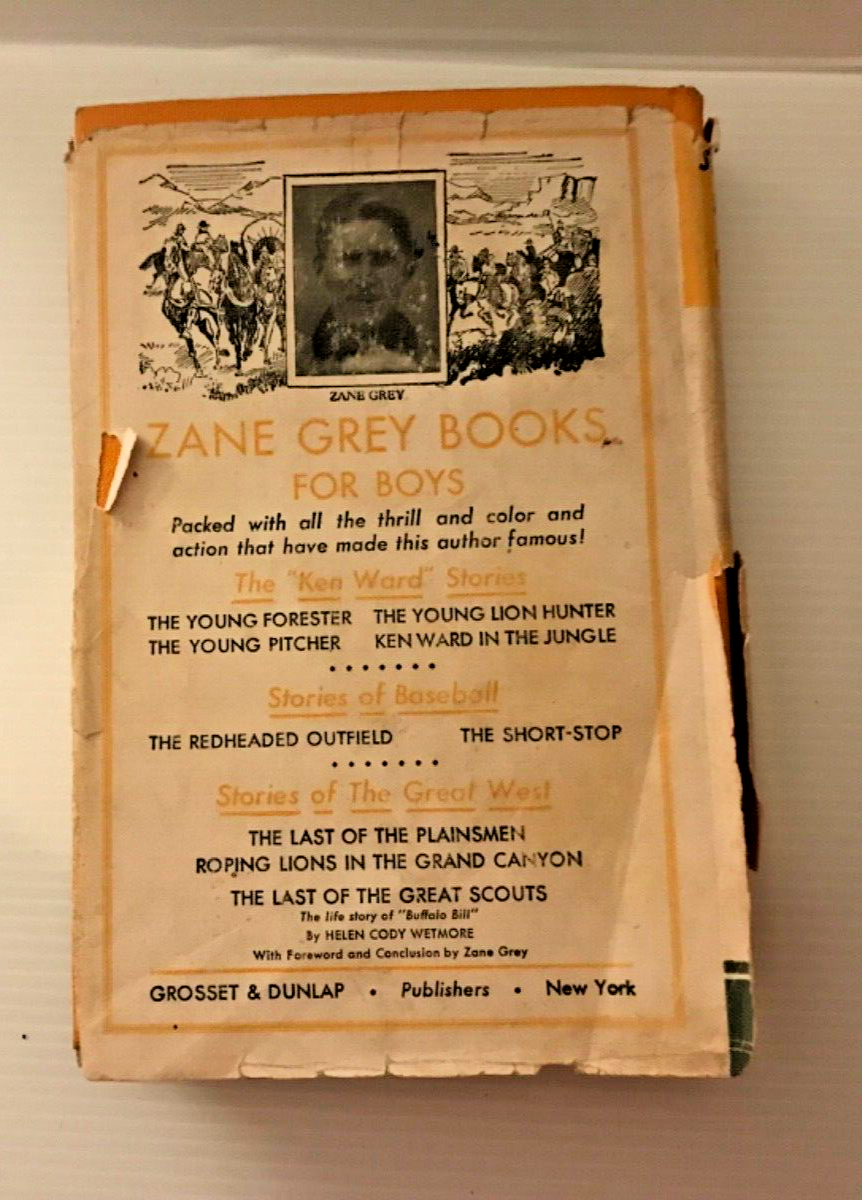 ZANE GREY
ZANE GREY BOOKS
FOR BOYS
Packed with all the thrill and color and
action that have made this author famous!
The "Ken Ward" Stories
THE YOUNG FORESTER THE YOUNG LION HUNTER
THE YOUNG PITCHER KEN WARD IN THE JUNGLE
Stories of Baseball
THE REDHEADED OUTFIELD THE SHORT-STOP
Stories of The Great West
THE LAST OF THE PLAINSMEN
ROPING LIONS IN THE GRAND CANYON
THE LAST OF THE GREAT SCOUTS
The life story of "Buffalo Bill"
By HELEN CODY WETMORE
With Foreword and Conclusion by Zane Grey
GROSSET & DUNLAP • Publishers • New York